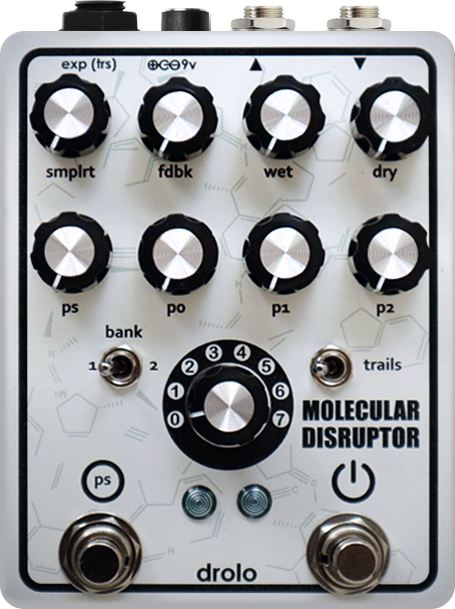 exp (trs) ⊕-C-⊖ 9v ▲ ▼
smplrt fdbk wet dry
ps p0 p1 p2
bank
1 2 trails
0 1 2 3 4 5 6 7
MOLECULAR
DISRUPTOR
ps
drolo